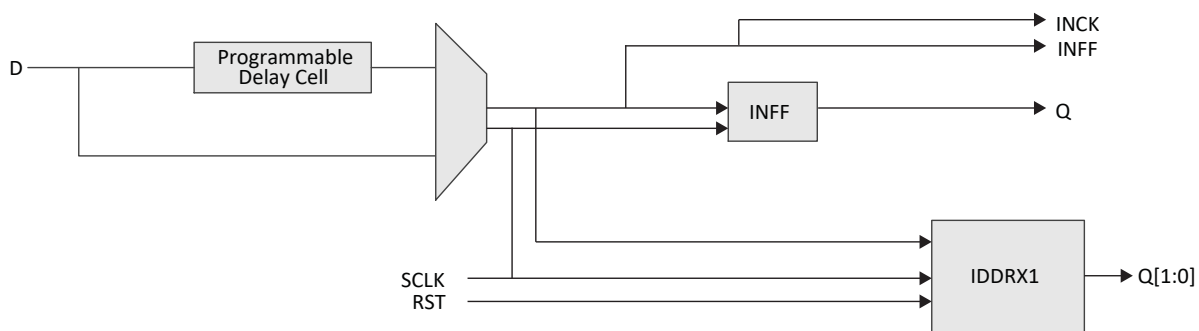 INCK
INFF
D
Programmable
Delay Cell
INFF
Q
SCLK
RST
IDDRX1
Q[1:0]